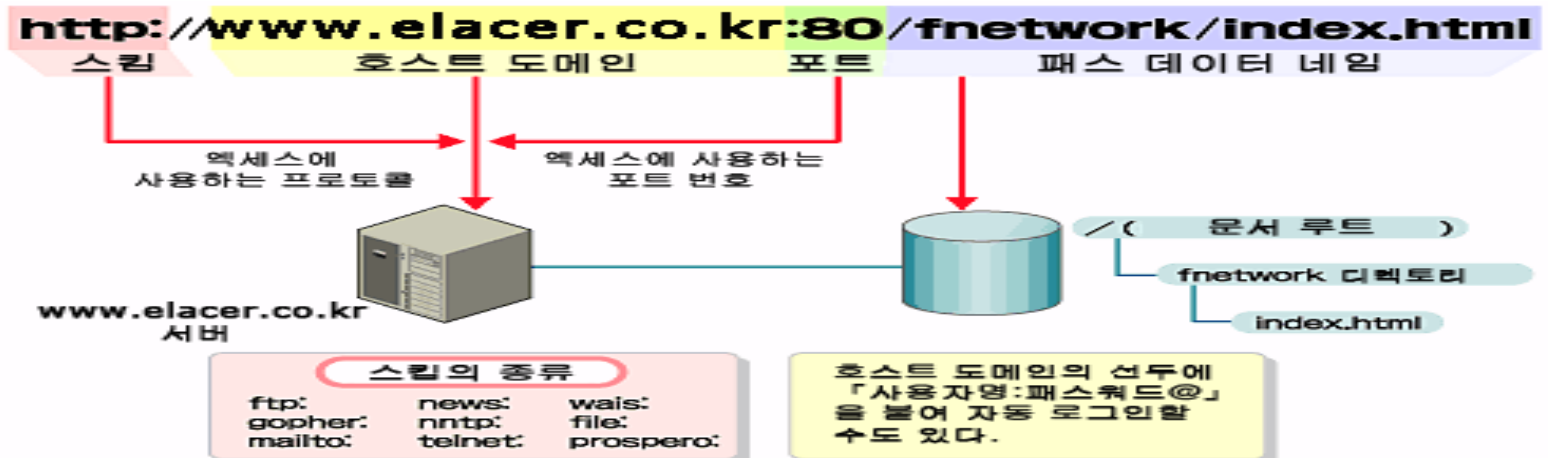 http://www.elacer.co.kr:80/fnetwork/index.html
스킴 호스트 도메인 포트 패스 데이터 네임
엑세스에
사용하는 프로토콜
엑세스에 사용하는
포트 번호
/( 문서 루트 )
fnetwork 디렉토리
index.html
www.elacer.co.kr
서버
스킴의 종류
ftp: news: wais:
gopher: nntp: file:
mailto: telnet: prospero:
호스트 도메인의 선두에
「사용자명:패스워드@」
을 붙여 자동 로그인할
수도 있다.